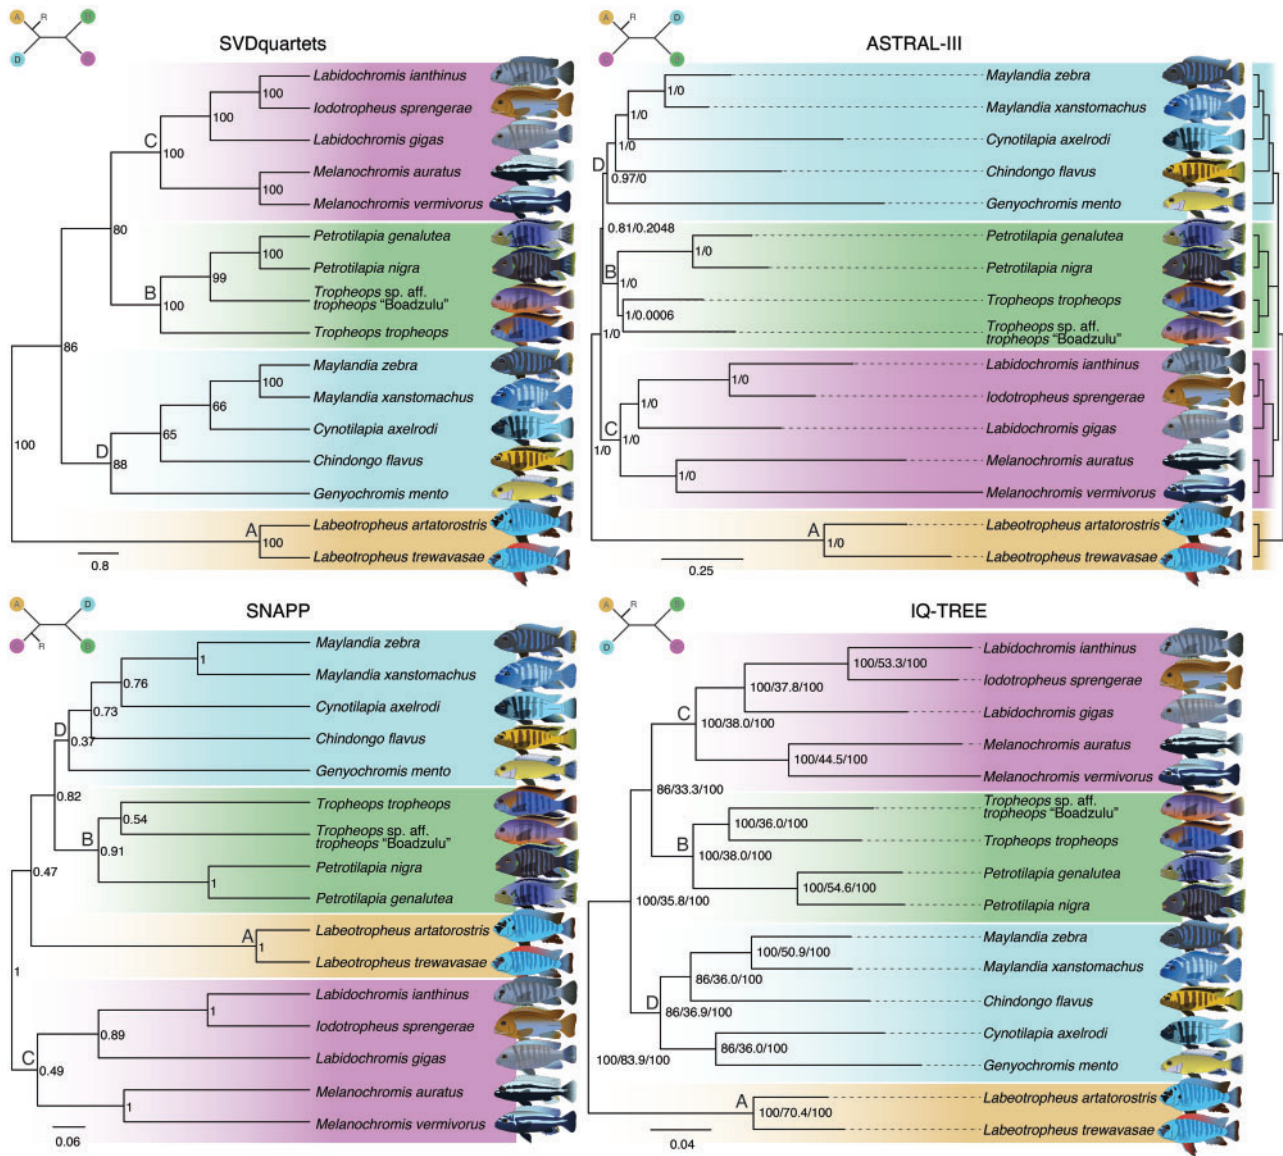 A
R
B
D
C
SVDquartets
Labidochromis ianthinus
100
Iodotropheus sprengerae
100
Labidochromis gigas
C
100
Melanochromis auratus
100
Melanochromis vermivorus
80
Petrotilapia genalutea
100
Petrotilapia nigra
99
Tropheops sp. aff.
tropheops "Boadzulu"
B
100
Tropheops tropheops
86
Maylandia zebra
100
Maylandia xanstomachus
66
Cynotilapia axelrodi
100
65
Chindongo flavus
D
88
Genyochromis mento
Labeotropheus artatorostris
A
100
Labeotropheus trewavasae
0.8
A
R
D
B
ASTRAL-III
Maylandia zebra
1/0
Maylandia xanstomachus
1/0
Cynotilapia axelrodi
1/0
D
Chindongo flavus
0.97/0
Genyochromis mento
0.81/0.2048
Petrotilapia genalutea
1/0
B
Petrotilapia nigra
1/0
Tropheops tropheops
1/0.0006
1/0
Tropheops sp. aff.
tropheops "Boadzulu"
Labidochromis ianthinus
1/0
Iodotropheus sprengerae
1/0
C
Labidochromis gigas
1/0
1/0
Melanochromis auratus
1/0
Melanochromis vermivorus
Labeotropheus artatorostris
A
1/0
Labeotropheus trewavasae
0.25
A
D
R
B
SNAPP
Maylandia zebra
1
Maylandia xanstomachus
0.76
Cynotilapia axelrodi
0.73
D
Chindongo flavus
0.37
Genyochromis mento
0.82
Tropheops tropheops
0.54
Tropheops sp. aff.
tropheops "Boadzulu"
B
0.91
Petrotilapia nigra
0.47
1
Petrotilapia genalutea
Labeotropheus artatorostris
A
1
Labeotropheus trewavasae
1
Labidochromis ianthinus
1
Iodotropheus sprengerae
0.89
Labidochromis gigas
C
0.49
Melanochromis auratus
1
Melanochromis vermivorus
0.06
A
R
B
D
C
IQ-TREE
Labidochromis ianthinus
100/53.3/100
Iodotropheus sprengerae
100/37.8/100
Labidochromis gigas
C
100/38.0/100
Melanochromis auratus
100/44.5/100
Melanochromis vermivorus
86/33.3/100
Tropheops sp. aff.
tropheops "Boadzulu"
100/36.0/100
Tropheops tropheops
B
100/38.0/100
Petrotilapia genalutea
100/54.6/100
Petrotilapia nigra
100/35.8/100
Maylandia zebra
100/50.9/100
Maylandia xanstomachus
86/36.0/100
D
Chindongo flavus
86/36.9/100
Cynotilapia axelrodi
86/36.0/100
100/83.9/100
Genyochromis mento
Labeotropheus artatorostris
A
100/70.4/100
Labeotropheus trewavasae
0.04